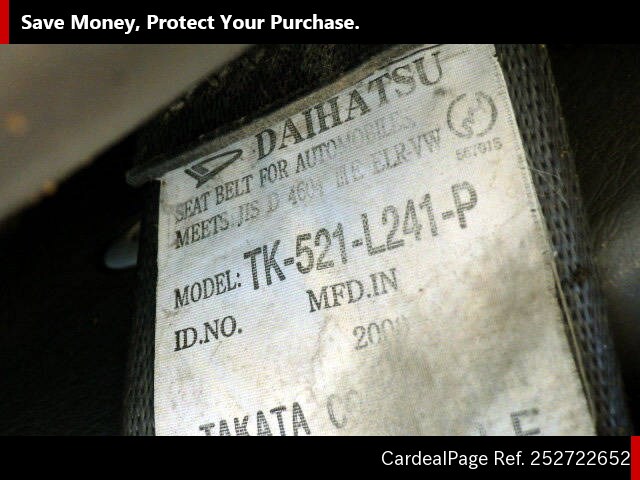 Save Money, Protect Your Purchase.
DAIHATSU
SEAT BELT FOR AUTOMOBILES.
MEETS JIS D 4604 ELR-VW
MODEL: TK-521-L241-P
MFD.IN
ID.NO.
TAKATA CO
CardealPage Ref. 252722652